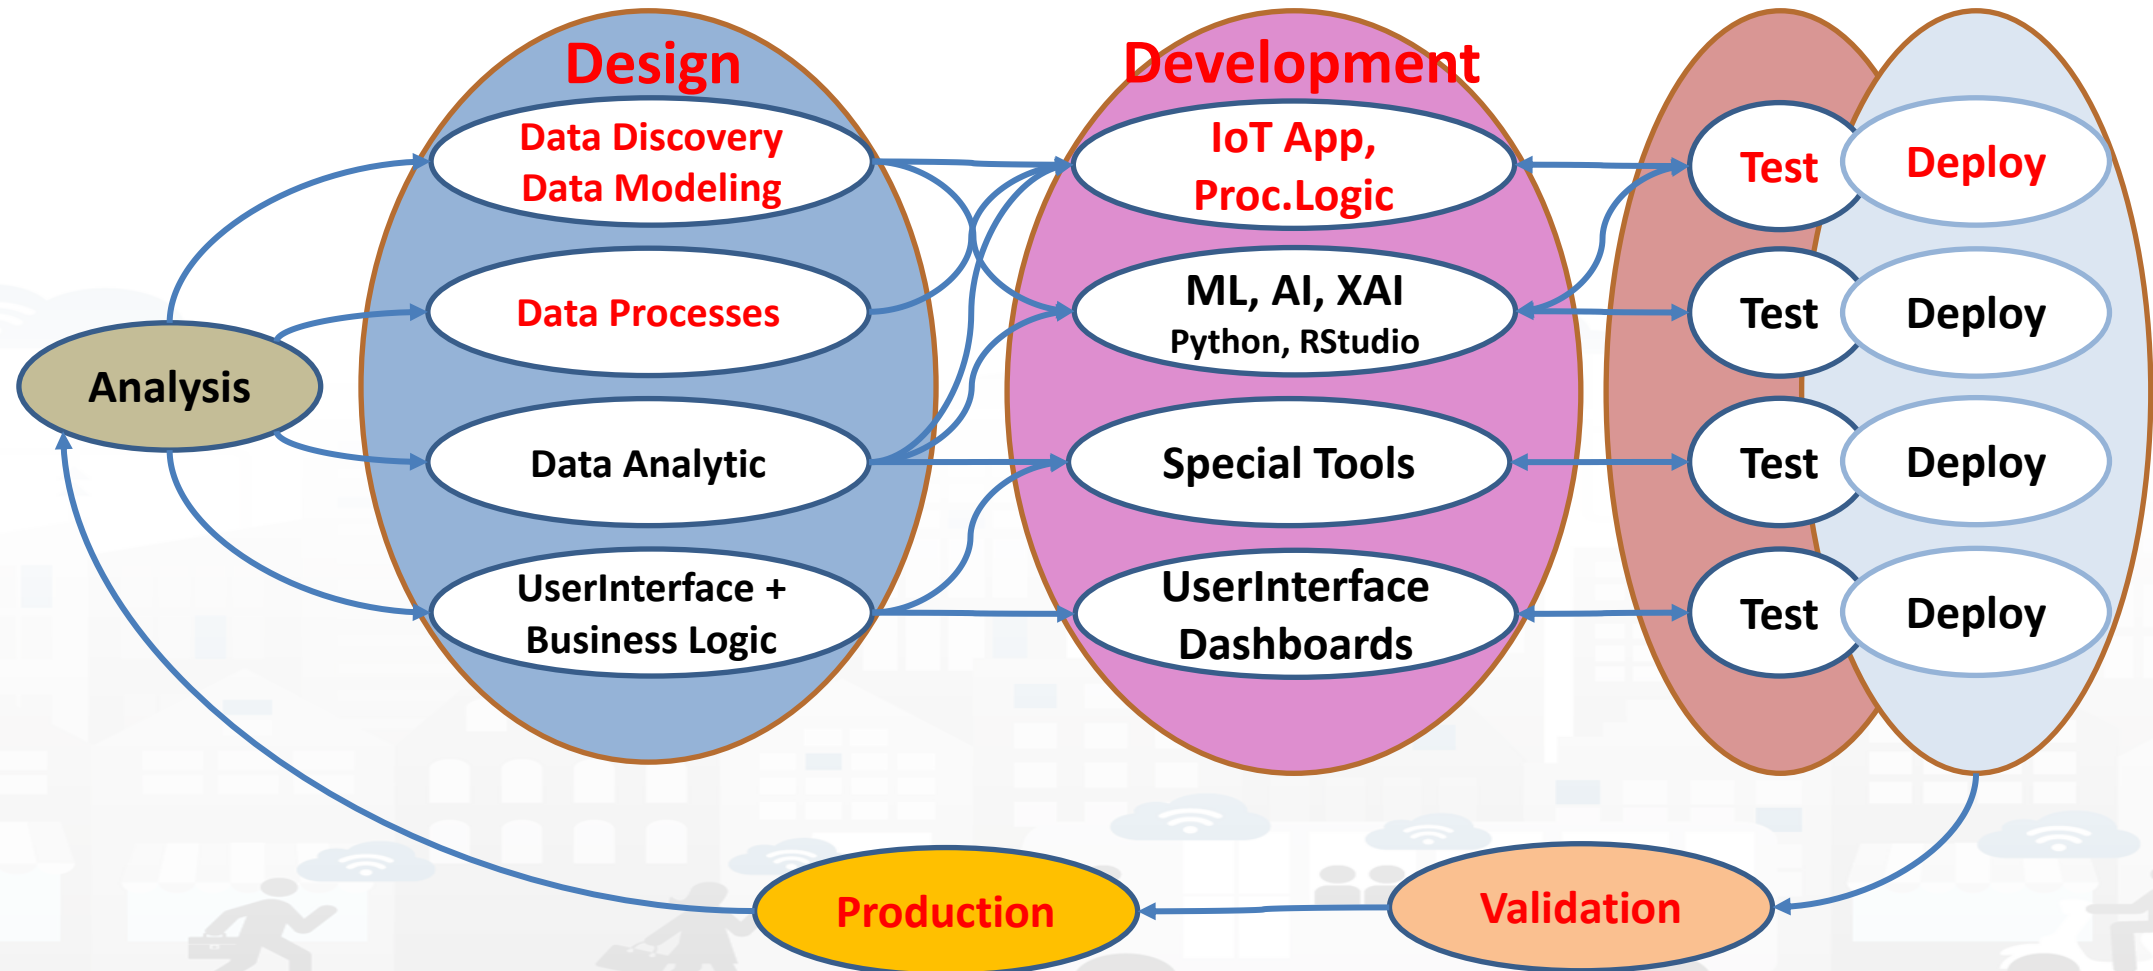 Design
Development
Data Discovery
Data Modeling
IoT App,
Proc.Logic
Test
Deploy
Data Processes
ML, AI, XAI
Python, RStudio
Test
Deploy
Analysis
Data Analytic
Special Tools
Test
Deploy
UserInterface +
Business Logic
UserInterface
Dashboards
Test
Deploy
Production
Validation